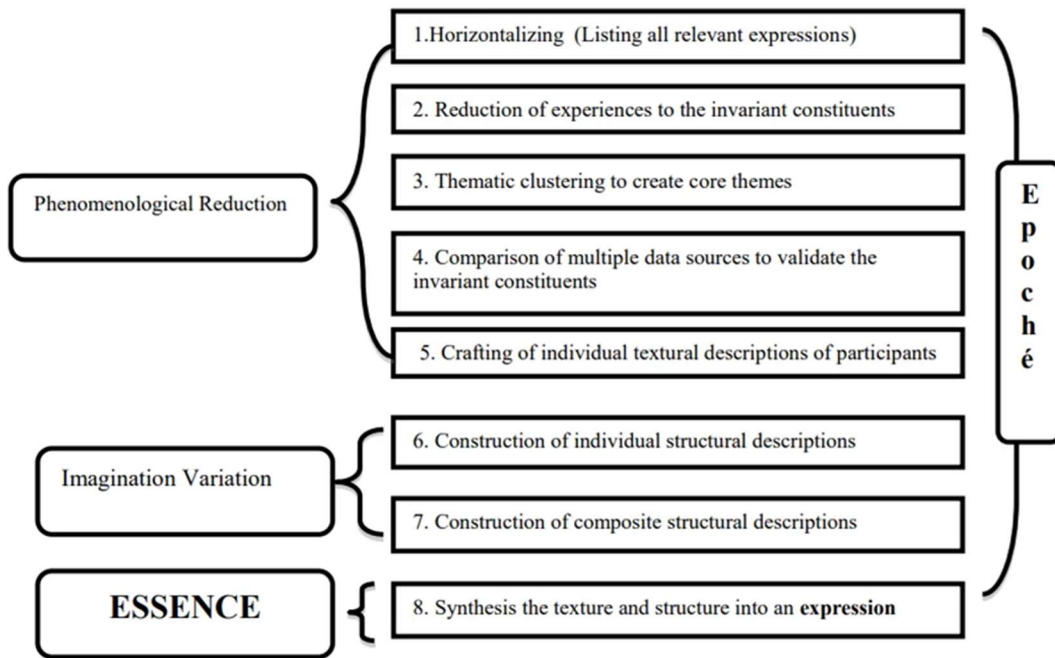 1.Horizontalizing (Listing all relevant expressions)
2. Reduction of experiences to the invariant constituents
3. Thematic clustering to create core themes
Phenomenological Reduction
4. Comparison of multiple data sources to validate the
invariant constituents
5. Crafting of individual textural descriptions of participants
Epoché
6. Construction of individual structural descriptions
Imagination Variation
7. Construction of composite structural descriptions
ESSENCE
8. Synthesis the texture and structure into an expression